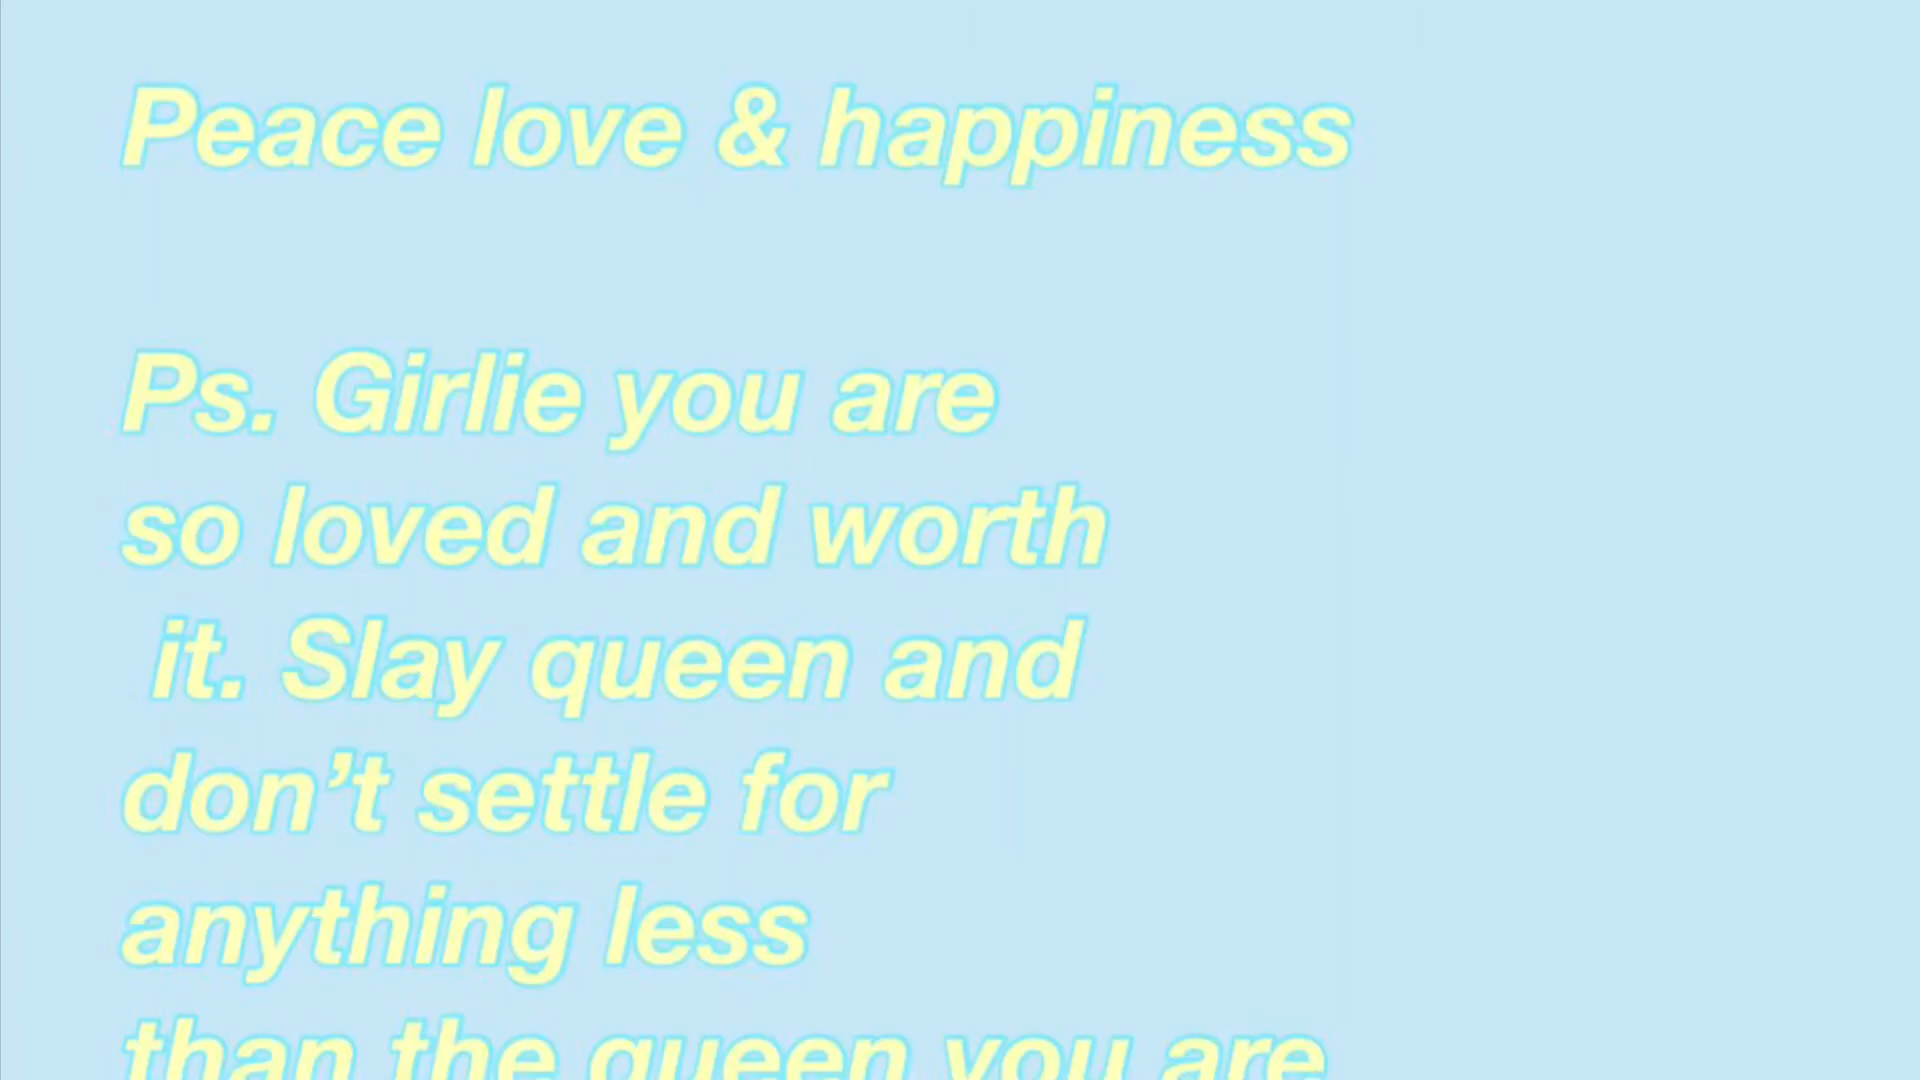 Peace love & happiness
Ps. Girlie you are
so loved and worth
it. Slay queen and
don’t settle for
anything less
than the queen you are